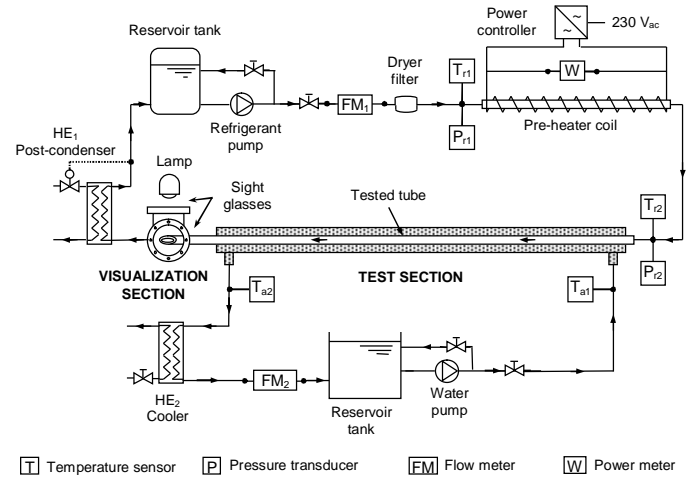 Power
controller
230 Vac
Reservoir tank
W
Dryer
filter
Tr1
FM1
Pr1
Pre-heater coil
Refrigerant
pump
HE1
Post-condenser
Lamp
Sight
glasses
Tested tube
Tr2
Pr2
VISUALIZATION
SECTION
TEST SECTION
Ta2
Ta1
HE2
Cooler
FM2
Reservoir
tank
Water
pump
T Temperature sensor
P Pressure transducer
FM Flow meter
W Power meter